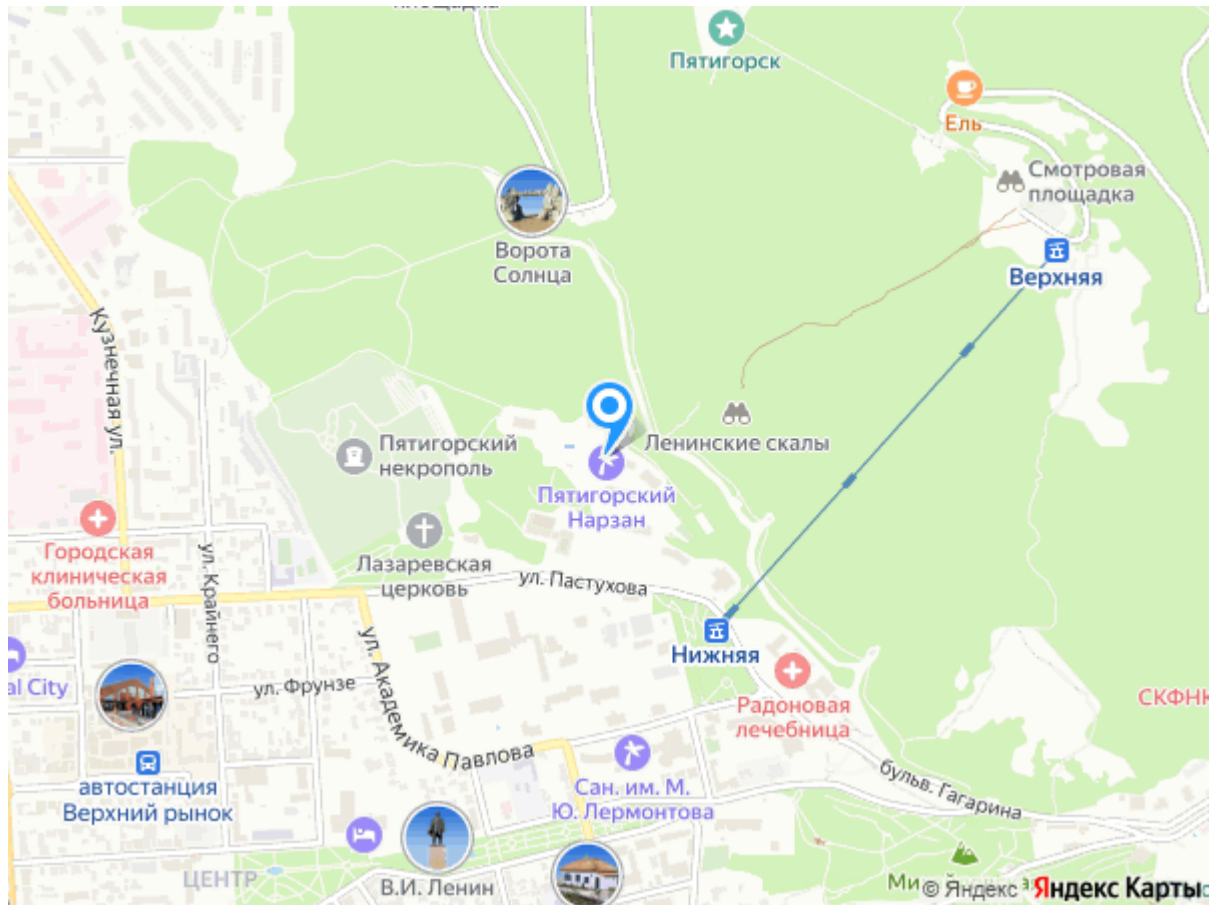 площадка
Пятигорск
Ель
Смотровая
площадка
Ворота
Солнца
Верхняя
Кузнечная ул.
Пятигорский
некрополь
Ленинские скалы
Пятигорский
Нарзан
Городская
клиническая
больница
ул. Крайнего
Лазаревская
церковь
ул. Пастухова
Нижняя
al City
ул. Фрунзе
ул. Академика Павлова
Радоновая
лечебница
СКФНК
автостанция
Верхний рынок
Сан. им. М.
Ю. Лермонтова
бульв. Гагарина
ЦЕНТР
В.И. Ленин
© Яндекс Яндекс Карты